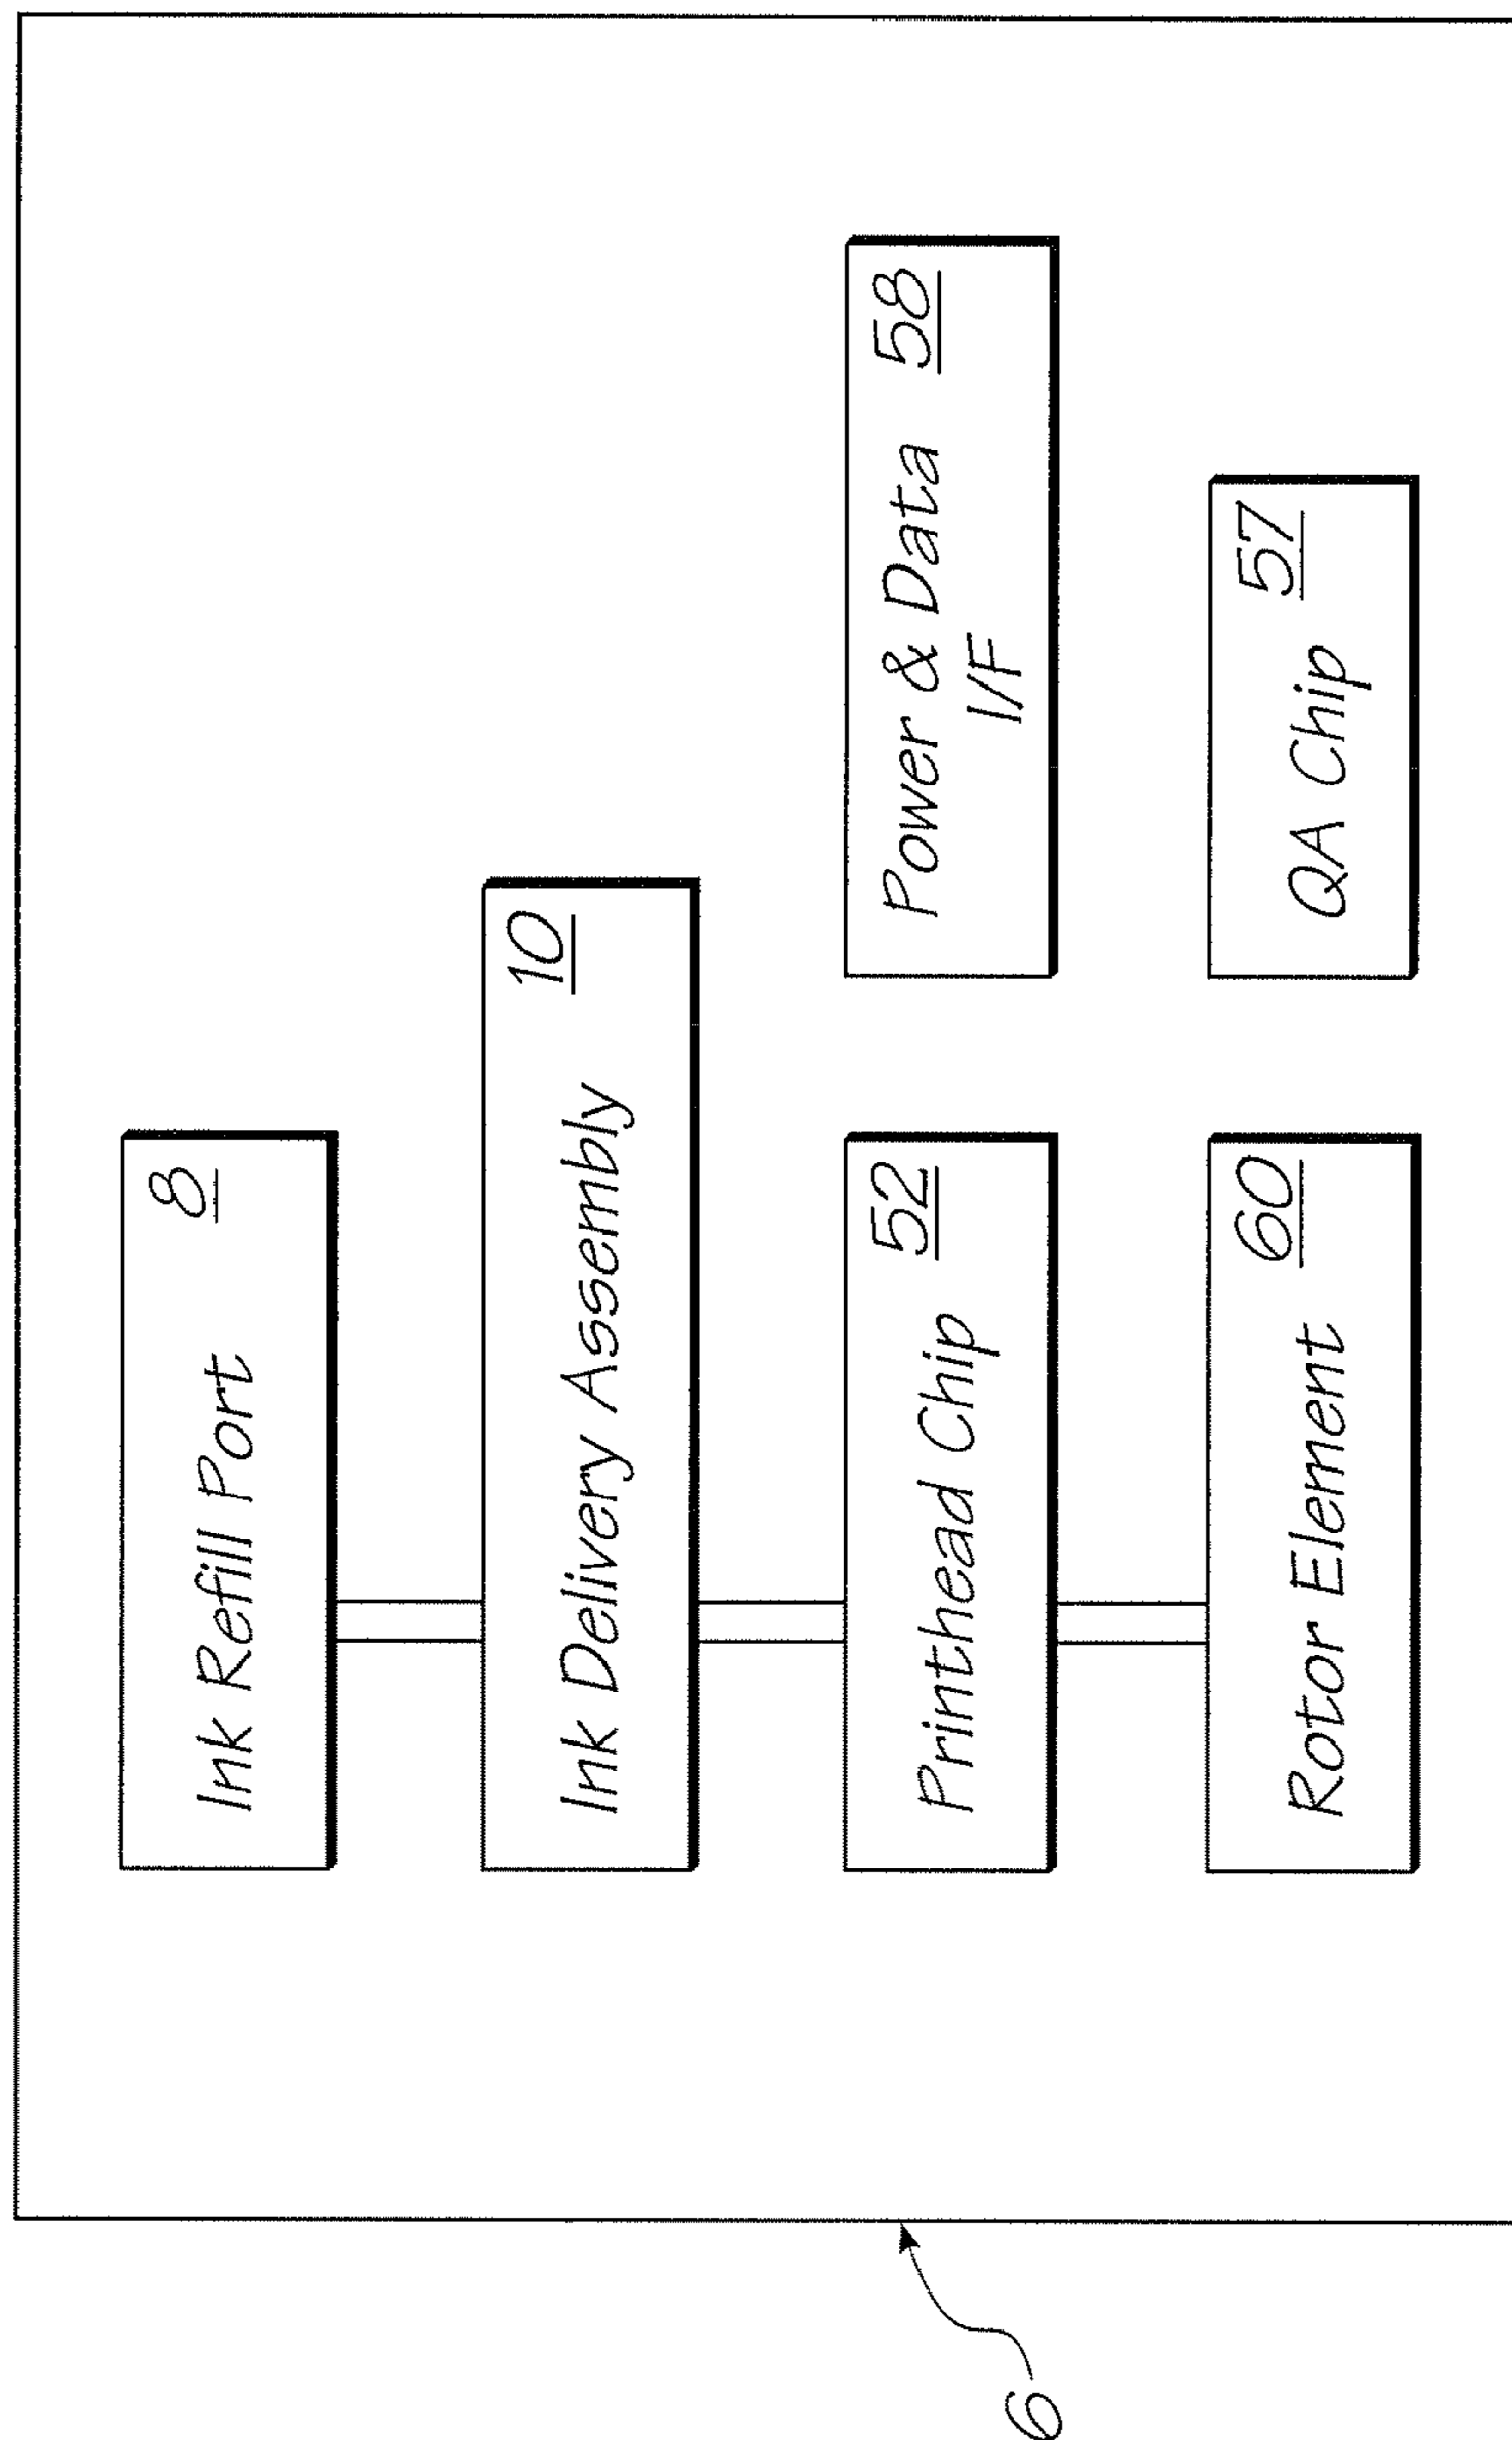 Ink Refill Port 8
Ink Delivery Assembly 10
Printhead Chip 52
Power & Data 58
I/F
Rotor Element 60
QA Chip 57
6